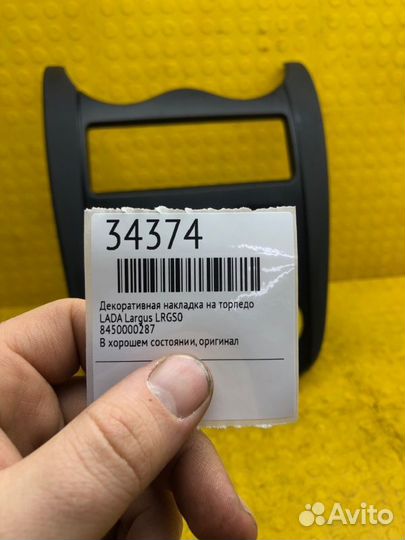 34374
Декоративная накладка на торпедо
LADA Largus LRGS0
8450000287
В хорошем состоянии, оригинал
Avito